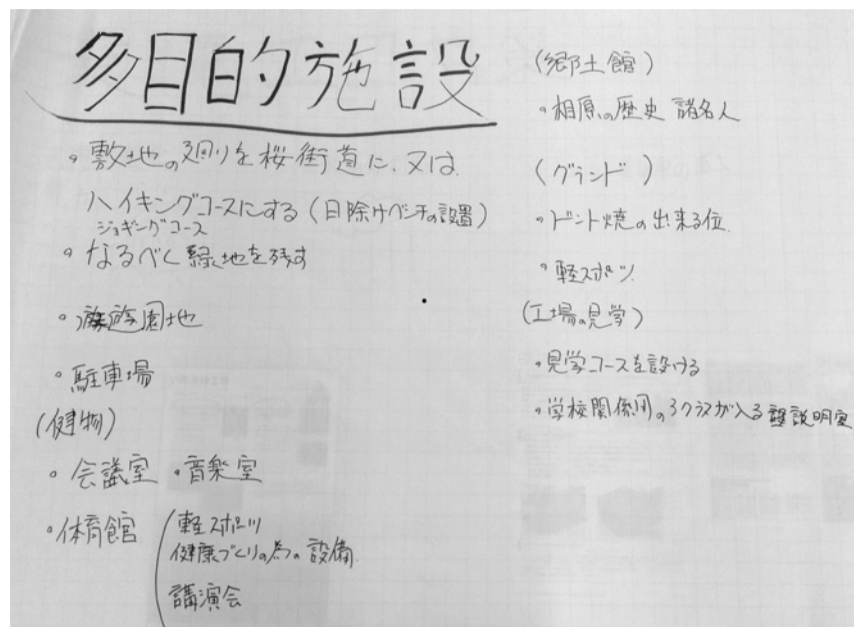 多目的施設
・敷地の廻りを桜街道に、又は
ハイキングコースにする(日除けベンチの設置)
ジョギングコース
・なるべく緑地を残す
・遊園地
・駐車場
(健物)
・会議室 ・音楽室
・体育館
軽スポーツ
健康づくりの為の設備
講演会
(郷土館)
・相原の歴史 諸名人
(グランド)
・ドント焼の出来る位
・軽スポーツ
(工場の見学)
・見学コースを設ける
・学校関係用の3クラスが入る 説明室